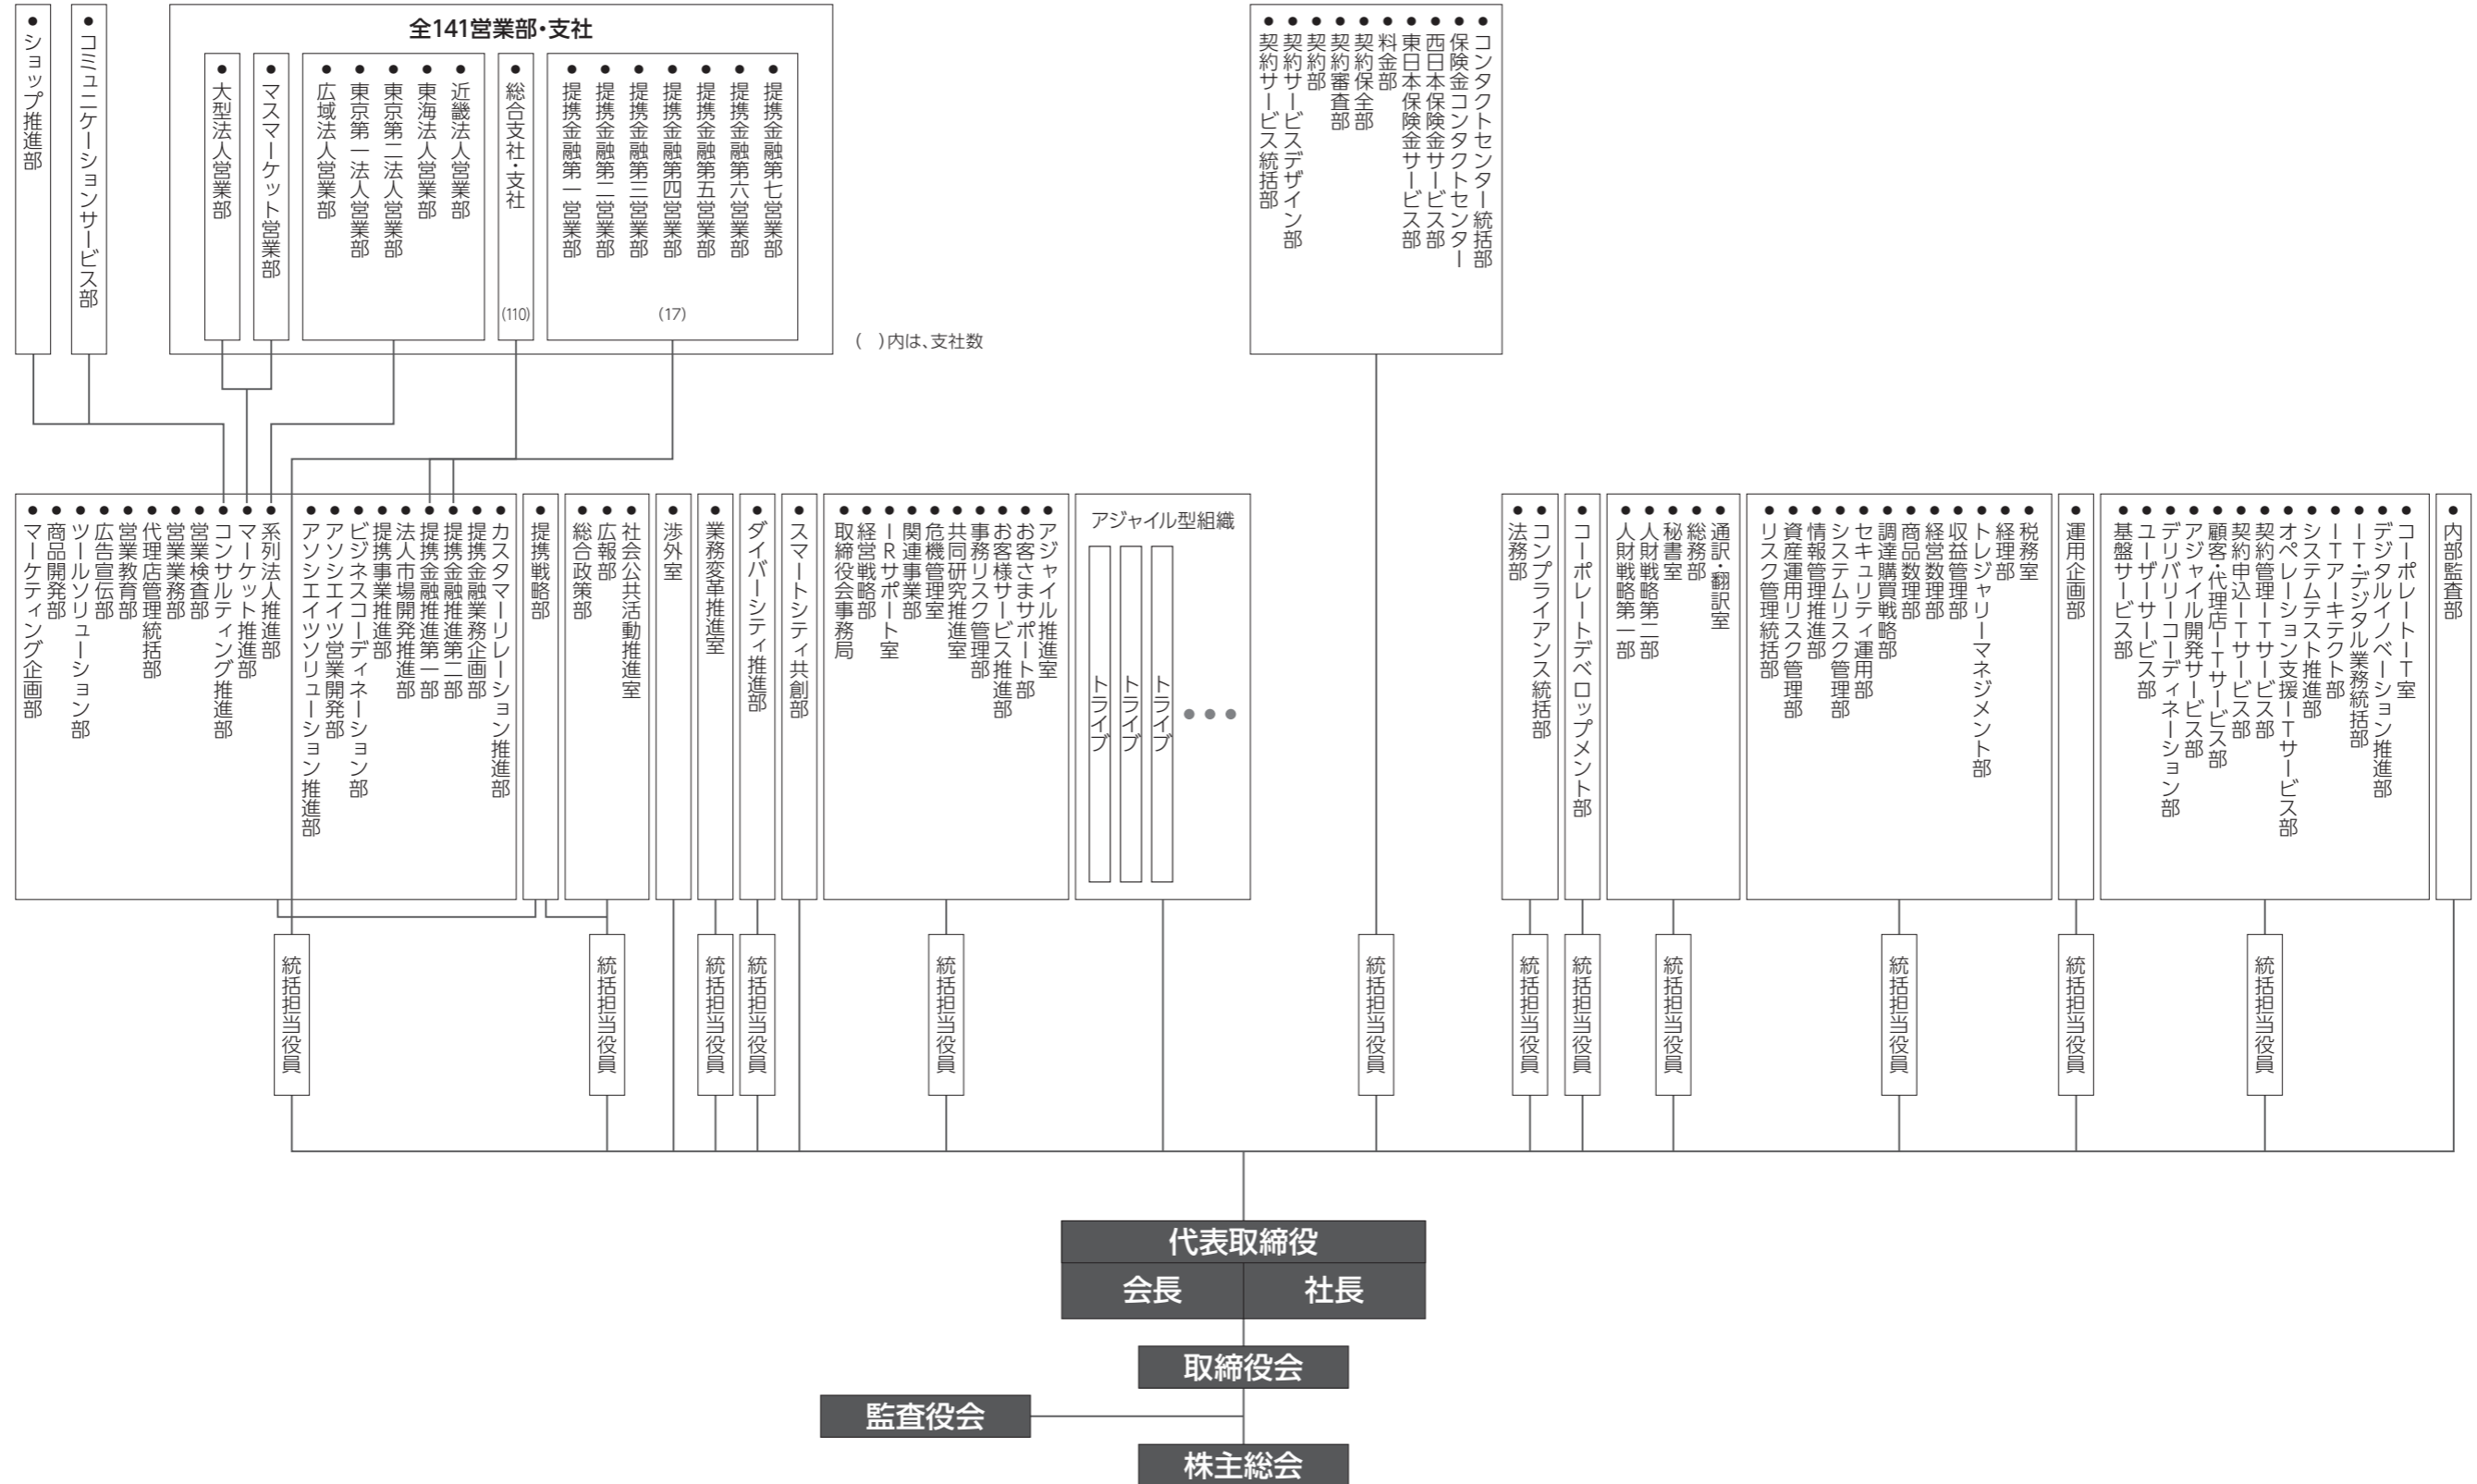 ショップ推進部
コミュニケーションサービス部
全141営業部・支社
大型法人営業部
マスマーケット営業部
広域法人営業部
東京第一法人営業部
東京第二法人営業部
東海法人営業部
近畿法人営業部
総合支社・支社
(110)
提携金融第一営業部
提携金融第二営業部
提携金融第三営業部
提携金融第四営業部
提携金融第五営業部
提携金融第六営業部
提携金融第七営業部
(17)
( )内は、支社数
契約サービス統括部
契約サービスデザイン部
契約部
契約審査部
契約保全部
料金部
東日本保険金サービス部
西日本保険金サービス部
保険金コンタクトセンター
コンタクトセンター統括部
マーケティング企画部
商品開発部
ツールソリューション部
広告宣伝部
営業教育部
代理店管理統括部
営業業務部
営業検査部
コンサルティング推進部
マーケット推進部
系列法人推進部
アソシエイツソリューション推進部
アソシエイツ営業開発部
ビジネスコーディネーション部
提携事業推進部
法人市場開発推進部
提携金融推進第一部
提携金融推進第二部
提携金融業務企画部
カスタマーリレーション推進部
提携戦略部
総合政策部
広報部
社会公共活動推進室
渉外室
業務変革推進室
ダイバーシティ推進部
スマートシティ共創部
取締役会事務局
経営戦略部
IRサポート室
関連事業部
危機管理室
共同研究推進室
事務リスク管理部
お客様サービス推進部
お客さまサポート部
アジャイル推進室
アジャイル型組織
トライブ
トライブ
トライブ
法務部
コンプライアンス統括部
コーポレートデベロップメント部
人財戦略第一部
人財戦略第二部
秘書室
総務部
通訳・翻訳室
リスク管理統括部
資産運用リスク管理部
情報管理推進部
システムリスク管理部
セキュリティ運用部
調達購買戦略部
商品数理部
経営数理部
収益管理部
トレジャリーマネジメント部
経理部
税務室
運用企画部
基盤サービス部
ユーザーサービス部
デリバリーコーディネーション部
アジャイル開発サービス部
顧客・代理店ITサービス部
契約申込ITサービス部
契約管理ITサービス部
オペレーション支援ITサービス部
システムテスト推進部
ITアーキテクト部
IT・デジタル業務統括部
デジタルイノベーション推進部
コーポレートIT室
内部監査部
統括担当役員
統括担当役員
統括担当役員
統括担当役員
統括担当役員
統括担当役員
統括担当役員
統括担当役員
統括担当役員
統括担当役員
統括担当役員
統括担当役員
代表取締役
会長
社長
取締役会
監査役会
株主総会